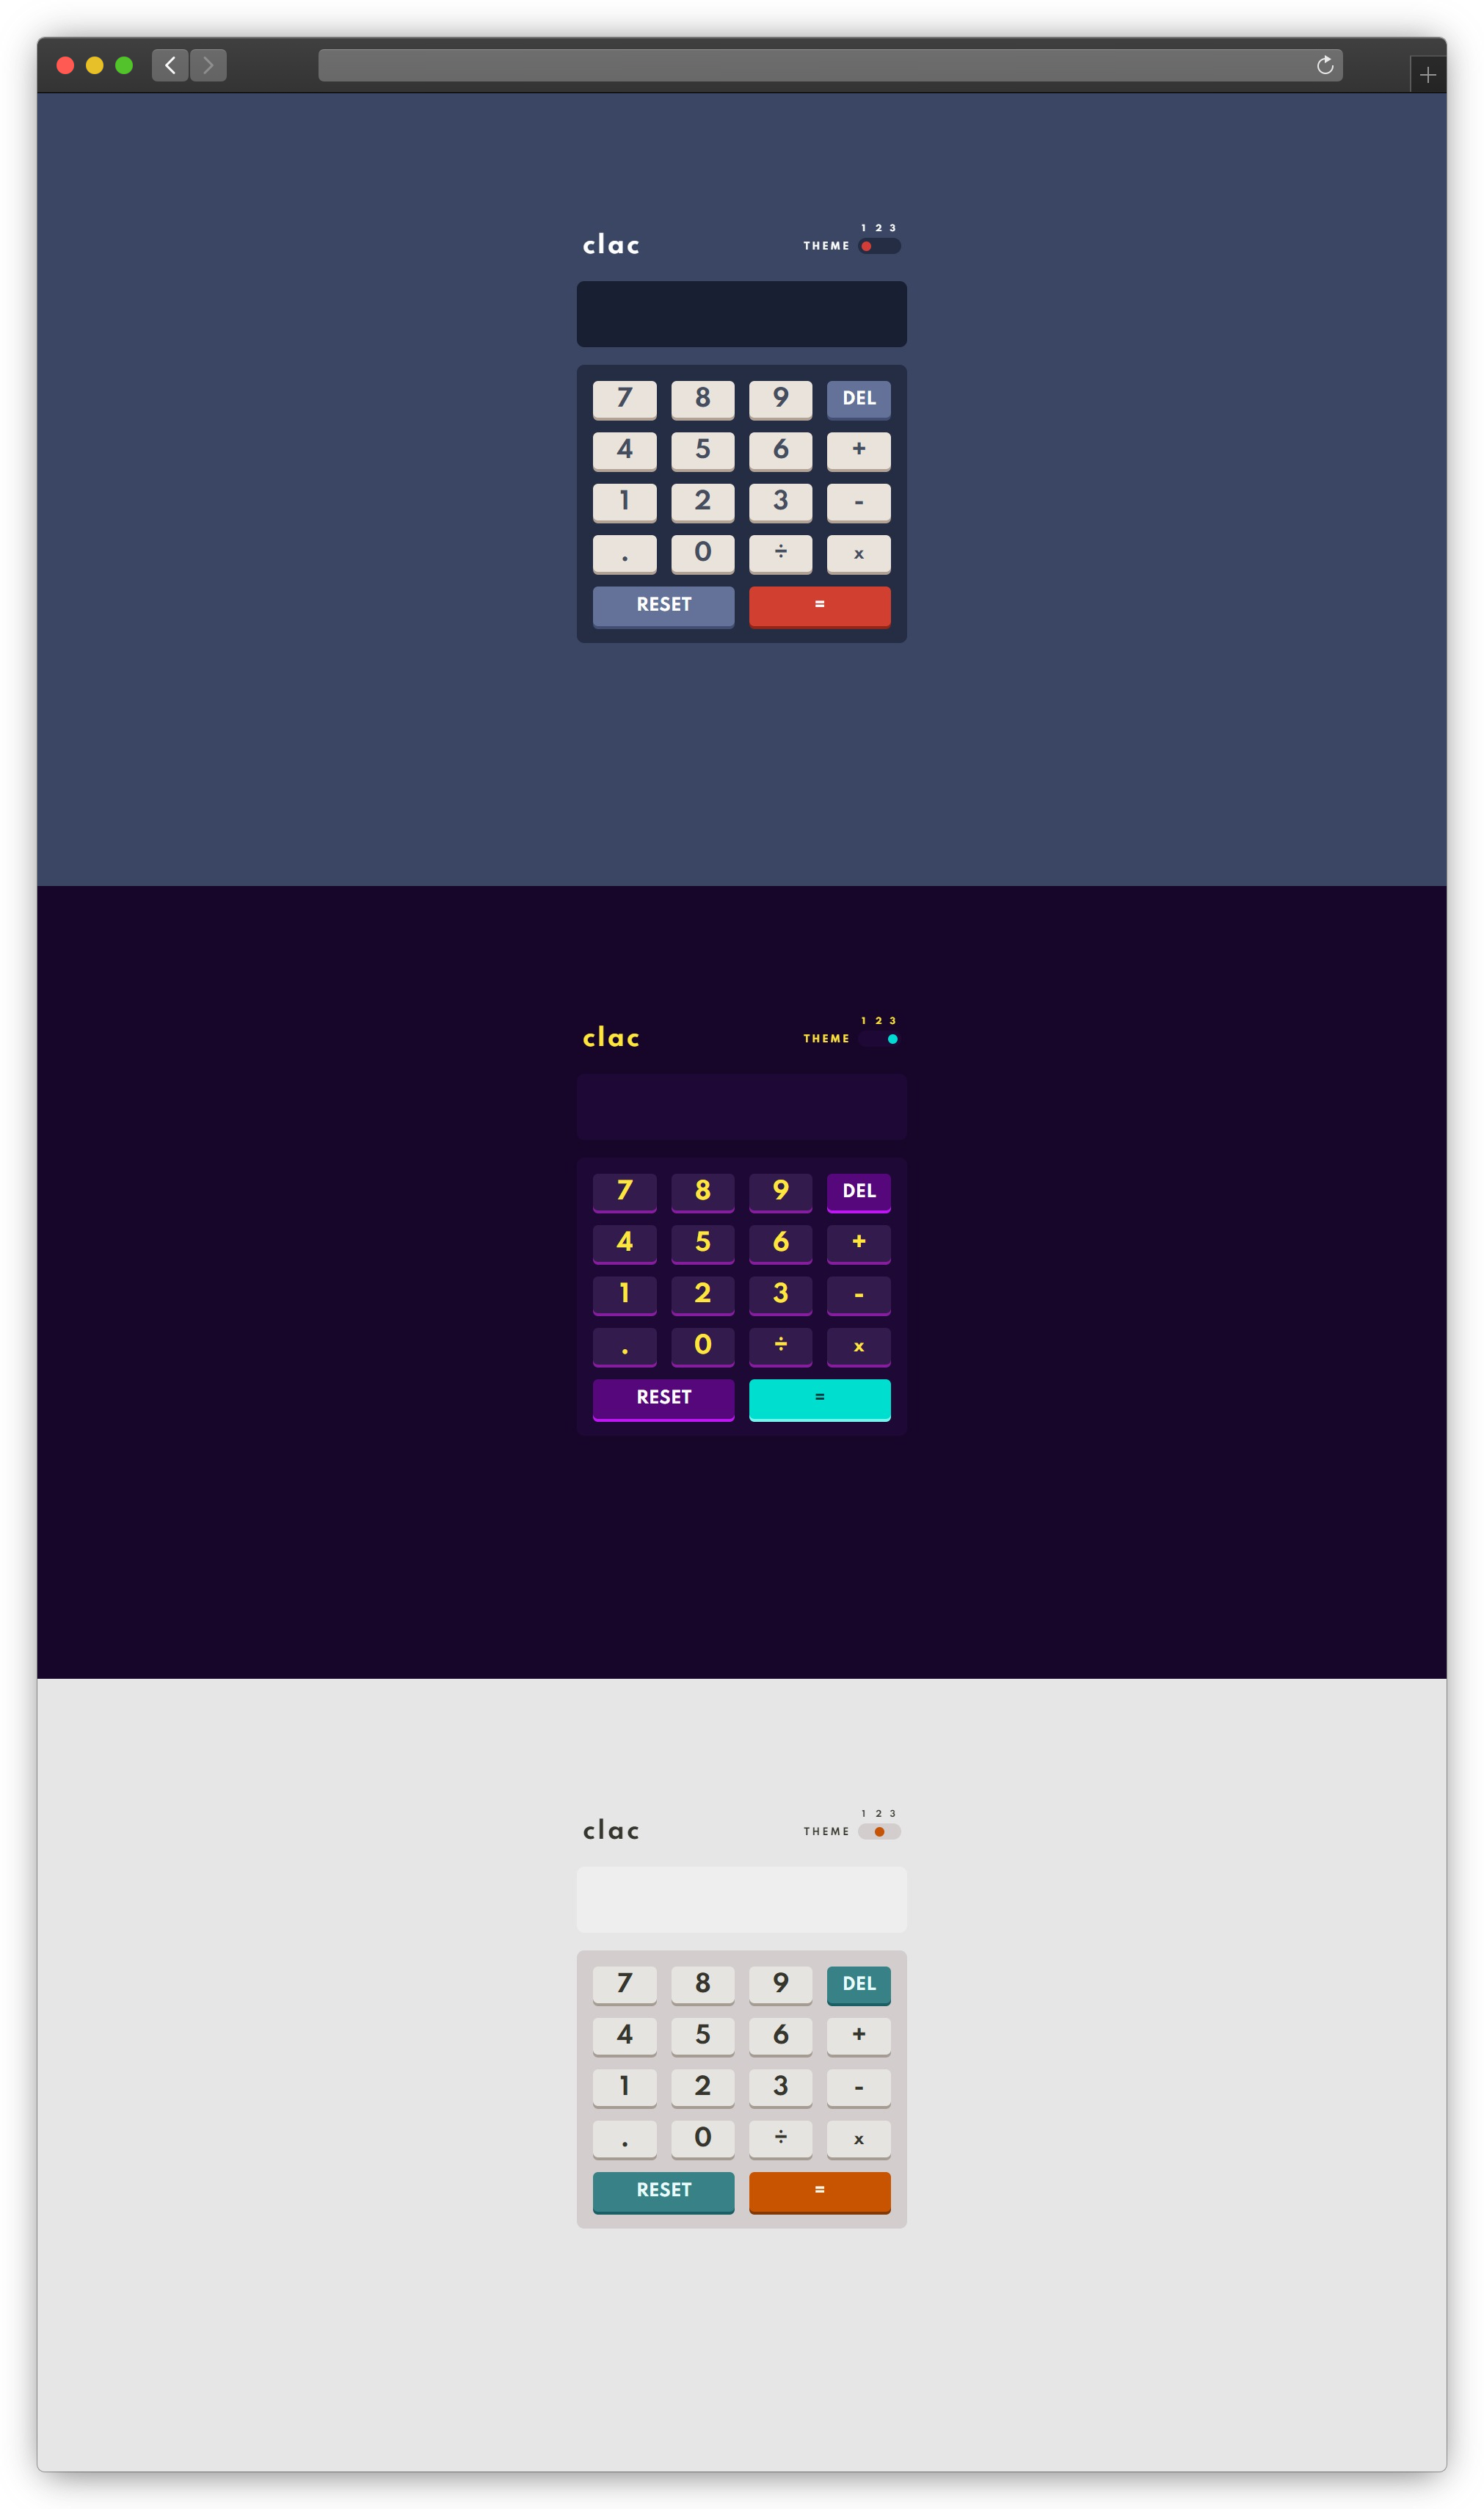 1 2 3
clac THEME
7 8 9 DEL
4 5 6 +
1 2 3 -
. 0 ÷ x
RESET =
1 2 3
clac THEME
7 8 9 DEL
4 5 6 +
1 2 3 -
. 0 ÷ x
RESET =
1 2 3
clac THEME
7 8 9 DEL
4 5 6 +
1 2 3 -
. 0 ÷ x
RESET =